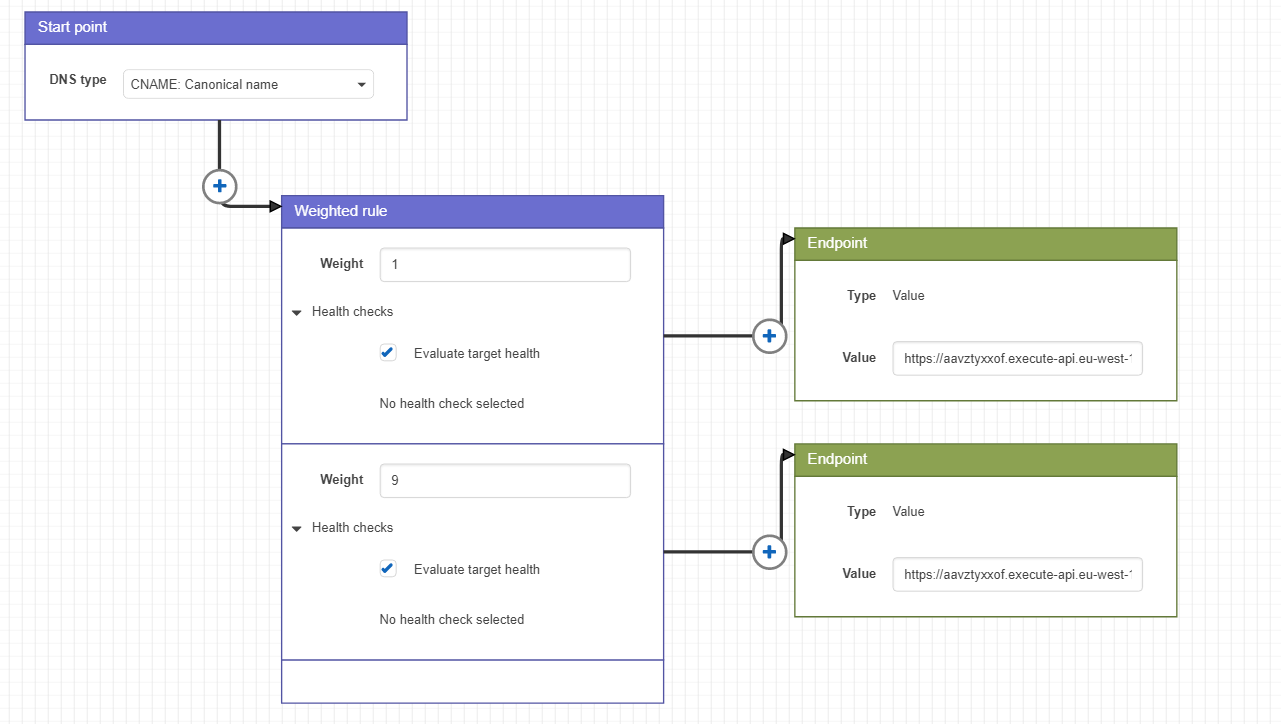 Start point
DNS type CNAME: Canonical name
Weighted rule
Weight 1
Health checks
Evaluate target health
No health check selected
Weight 9
Health checks
Evaluate target health
No health check selected
Endpoint
Type Value
Value https://aavztyxxof.execute-api.eu-west-
Endpoint
Type Value
Value https://aavztyxxof.execute-api.eu-west-